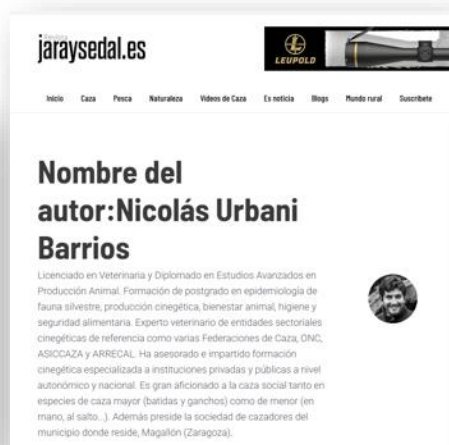 Revista
jaraysedal.es
LEUPOLD
Inicio Caza Pesca Naturaleza Vídeos de Caza Es noticia Blogs Mundo rural Suscríbete
Nombre del
autor:Nicolás Urbani
Barrios
Licenciado en Veterinaria y Diplomado en Estudios Avanzados en
Producción Animal. Formación de postgrado en epidemiología de
fauna silvestre, producción cinegética, bienestar animal, higiene y
seguridad alimentaria. Experto veterinario de entidades sectoriales
cinegéticas de referencia como varias Federaciones de Caza, ONC,
ASICCAZA y ARRECAL. Ha asesorado e impartido formación
cinegética especializada a instituciones privadas y públicas a nivel
autonómico y nacional. Es gran aficionado a la caza social tanto en
especies de caza mayor (batidas y ganchos) como de menor (en
mano, al salto...). Además preside la sociedad de cazadores del
municipio donde reside, Magallón (Zaragoza).